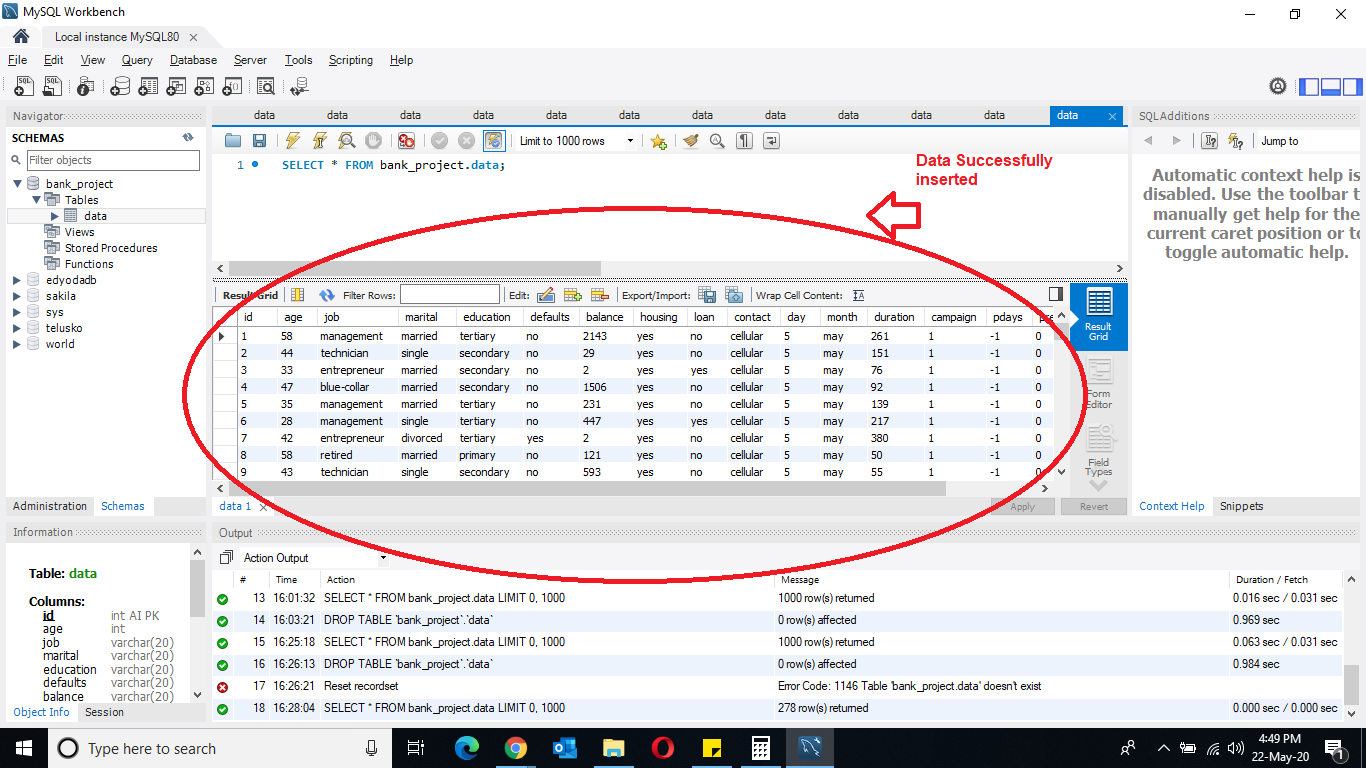 MySQL Workbench
Local instance MySQL80
File Edit View Query Database Server Tools Scripting Help
Navigator
SCHEMAS
Filter objects
bank_project
Tables
data
Views
Stored Procedures
Functions
edyodadb
sakila
sys
telusko
world
Administration Schemas
Information
Table: data
Columns:
id int AI PK
age int
job varchar(20)
marital varchar(20)
education varchar(20)
defaults varchar(20)
balance varchar(20)
Object Info Session
data data data data data data data data data data data data
Limit to 1000 rows
1 SELECT * FROM bank_project.data;
Data Successfully
inserted
Result Grid Filter Rows: Edit: Export/Import: Wrap Cell Content:
id age job marital education defaults balance housing loan contact day month duration campaign pdays
1 58 management married tertiary no 2143 yes no cellular 5 may 261 1 -1 0
2 44 technician single secondary no 29 yes no cellular 5 may 151 1 -1 0
3 33 entrepreneur married secondary no 2 yes yes cellular 5 may 76 1 -1 0
4 47 blue-collar married secondary no 1506 yes no cellular 5 may 92 1 -1 0
5 35 management married tertiary no 231 yes no cellular 5 may 139 1 -1 0
6 28 management single tertiary no 447 yes yes cellular 5 may 217 1 -1 0
7 42 entrepreneur divorced tertiary yes 2 yes no cellular 5 may 380 1 -1 0
8 58 retired married primary no 121 yes no cellular 5 may 50 1 -1 0
9 43 technician single secondary no 593 yes no cellular 5 may 55 1 -1 0
Result
Grid
Form
Editor
Field
Types
data 1
Apply Revert
SQLAdditions
Jump to
Automatic context help is
disabled. Use the toolbar t
manually get help for the
current caret position or to
toggle automatic help.
Context Help Snippets
Output
Action Output
# Time Action Message Duration / Fetch
13 16:01:32 SELECT * FROM bank_project.data LIMIT 0, 1000 1000 row(s) returned 0.016 sec / 0.031 sec
14 16:03:21 DROP TABLE `bank_project`.`data` 0 row(s) affected 0.969 sec
15 16:25:18 SELECT * FROM bank_project.data LIMIT 0, 1000 1000 row(s) returned 0.063 sec / 0.031 sec
16 16:26:13 DROP TABLE `bank_project`.`data` 0 row(s) affected 0.984 sec
17 16:26:21 Reset recordset Error Code: 1146 Table 'bank_project.data' doesn't exist
18 16:28:04 SELECT * FROM bank_project.data LIMIT 0, 1000 278 row(s) returned 0.000 sec / 0.000 sec
Type here to search
4:49 PM
22-May-20
1